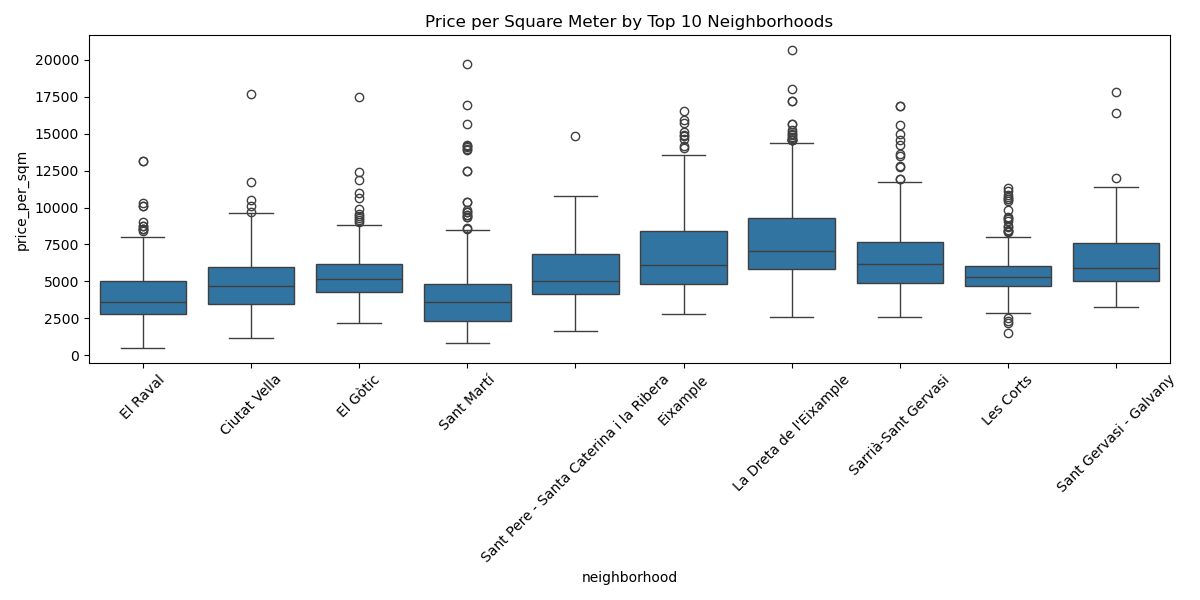 Price per Square Meter by Top 10 Neighborhoods
price_per_sqm
20000
17500
15000
12500
10000
7500
5000
2500
0
El Raval
Ciutat Vella
El Gòtic
Sant Martí
Sant Pere - Santa Caterina i la Ribera
Eixample
La Dreta de l'Eixample
Sarrià-Sant Gervasi
Les Corts
Sant Gervasi - Galvany
neighborhood